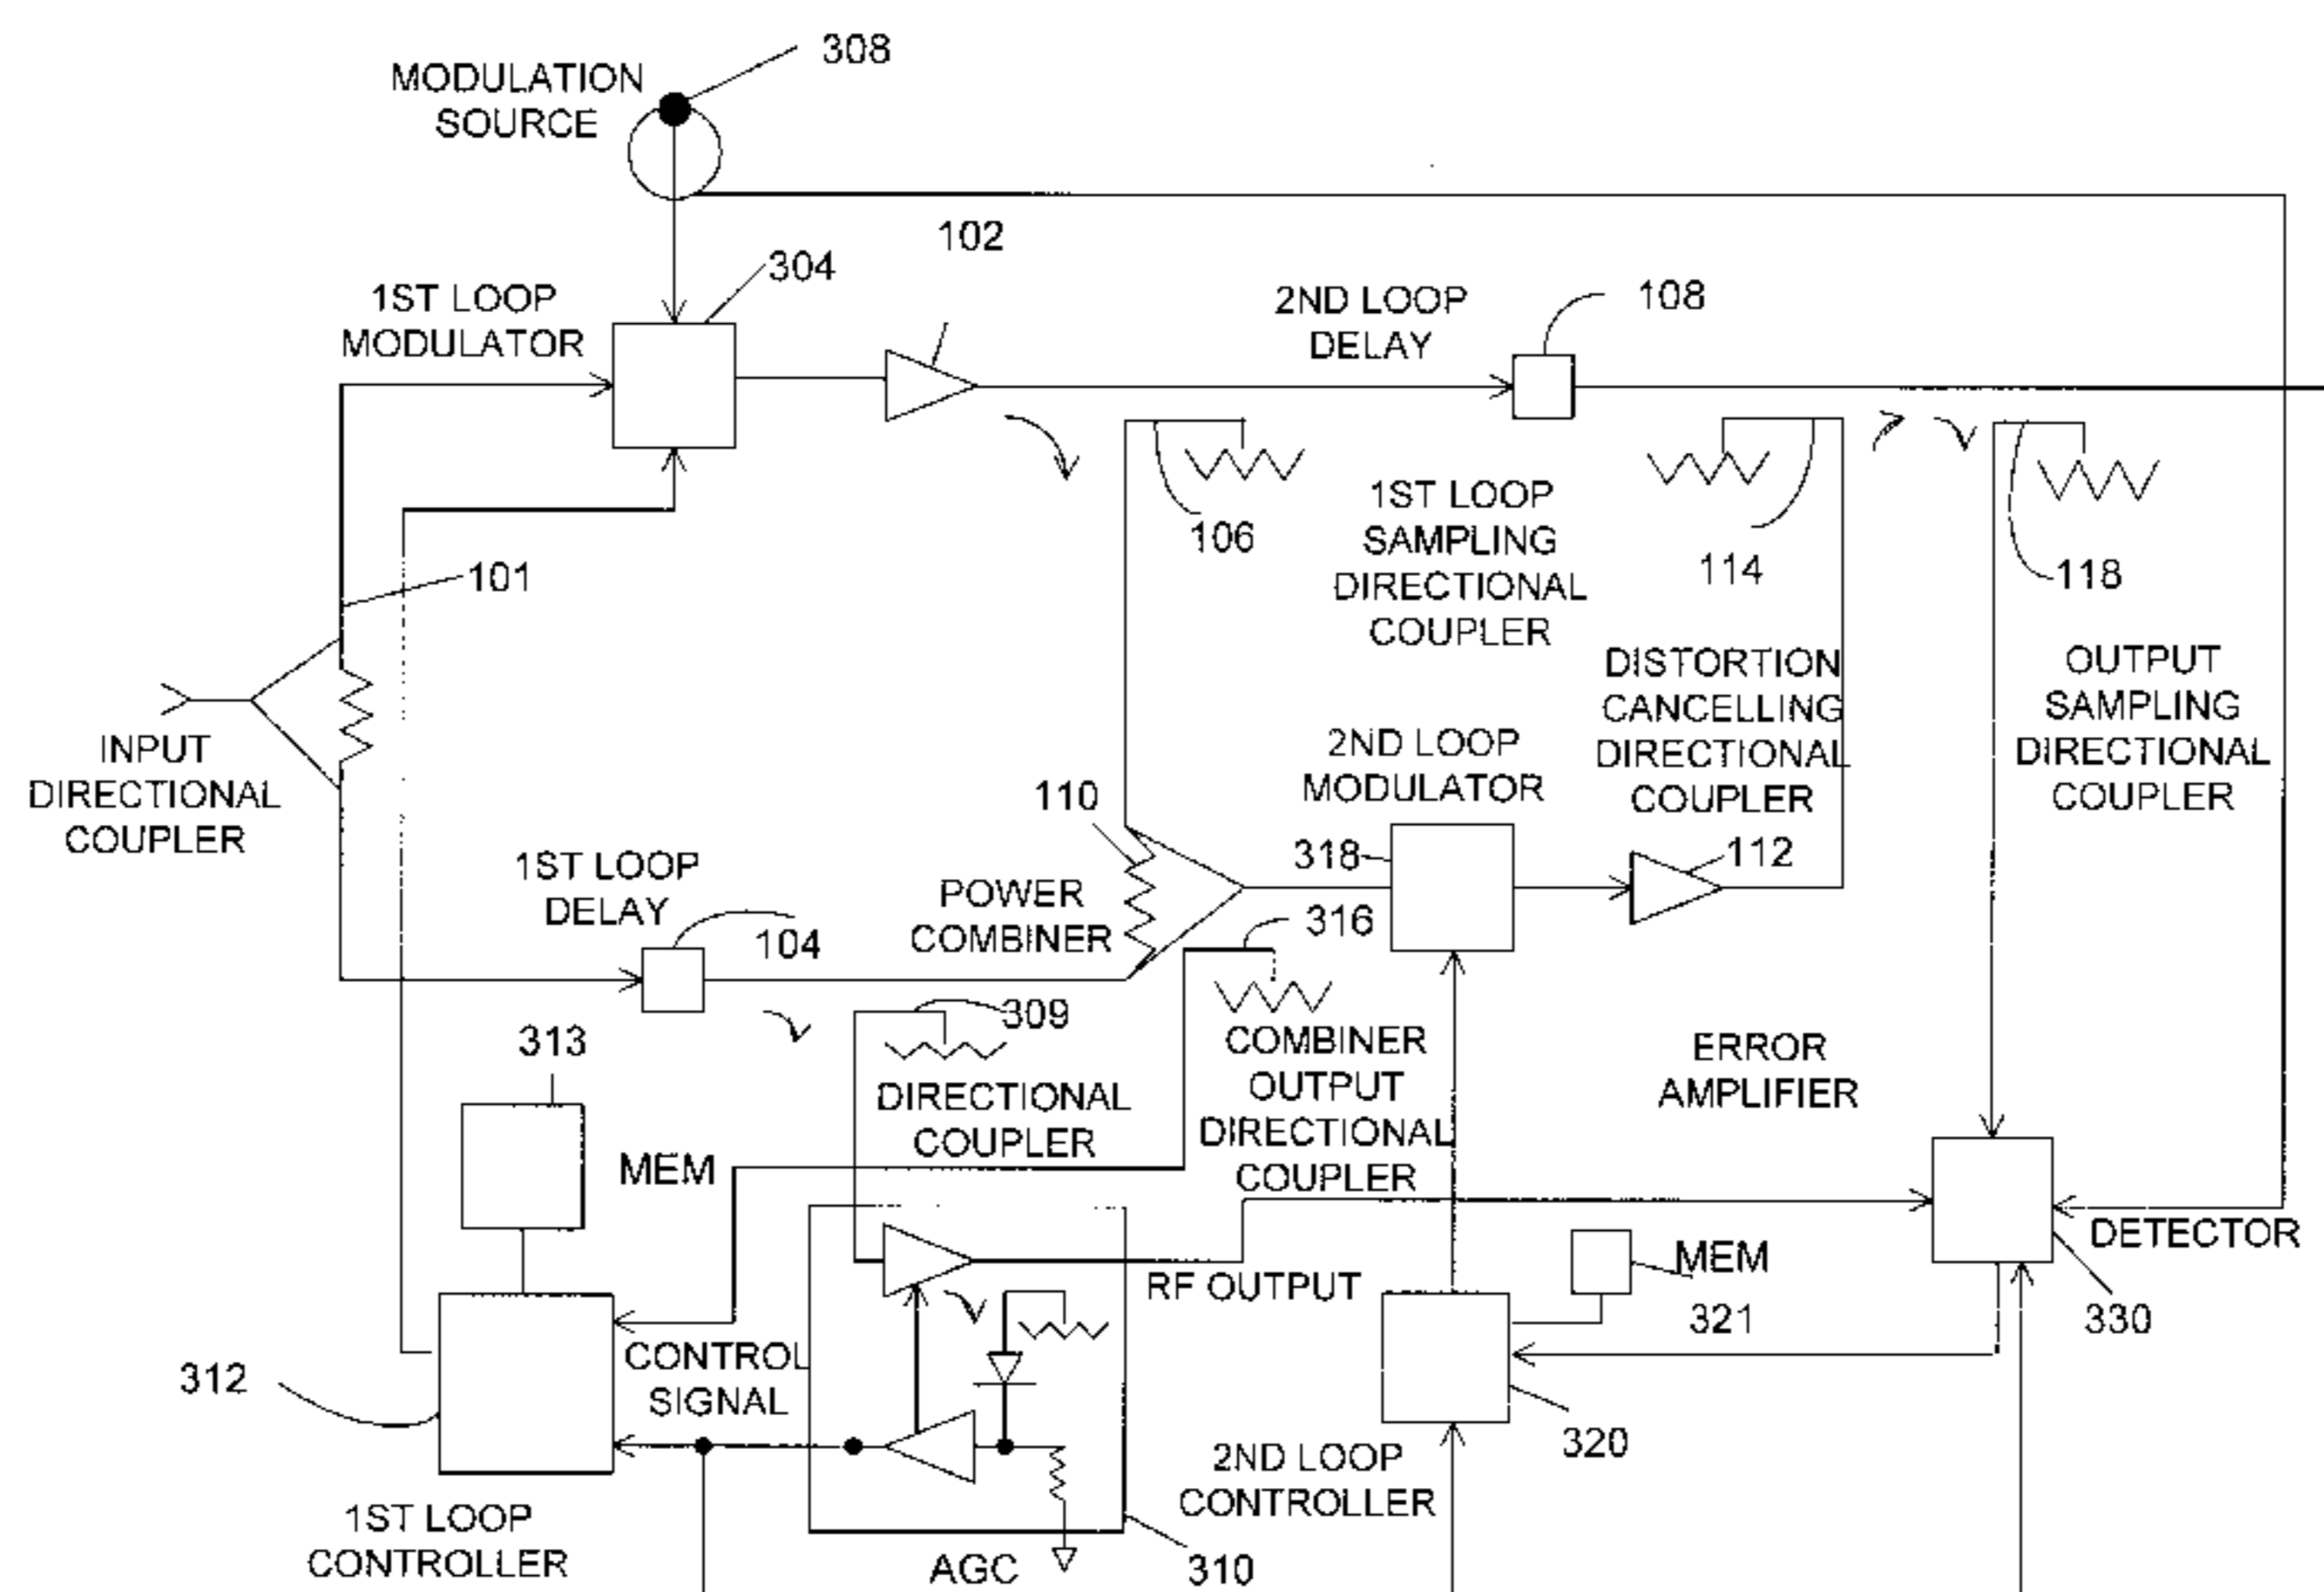 308
MODULATION
SOURCE
102
304
1ST LOOP
MODULATOR
2ND LOOP
DELAY
108
106
1ST LOOP
SAMPLING
DIRECTIONAL
COUPLER
114
118
101
INPUT
DIRECTIONAL
COUPLER
DISTORTION
CANCELLING
DIRECTIONAL
COUPLER
OUTPUT
SAMPLING
DIRECTIONAL
COUPLER
2ND LOOP
MODULATOR
110
318
112
1ST LOOP
DELAY
104
POWER
COMBINER
316
309
313
MEM
DIRECTIONAL
COUPLER
COMBINER
OUTPUT
DIRECTIONAL
COUPLER
ERROR
AMPLIFIER
DETECTOR
RF OUTPUT
MEM
321
330
312
CONTROL
SIGNAL
320
2ND LOOP
CONTROLLER
1ST LOOP
CONTROLLER
AGC
310